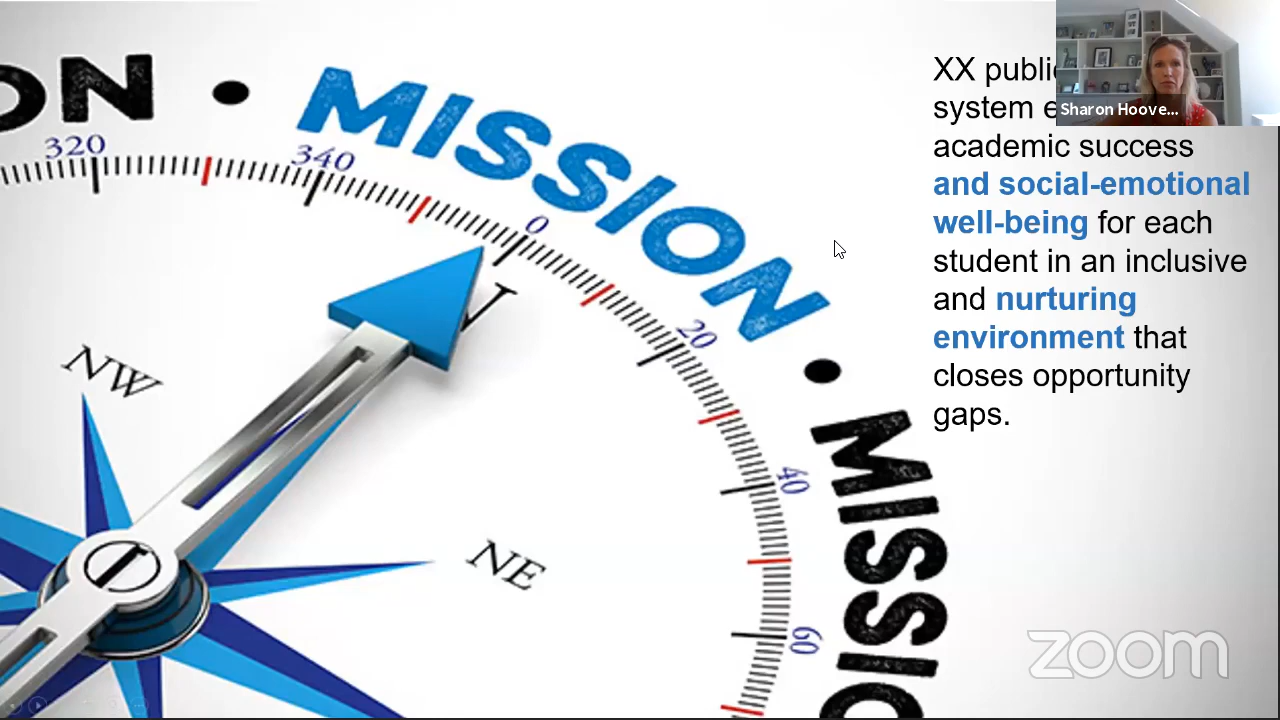 ON • MISSION • MISSIO
320
340
0
20
40
60
N
NW
NE
XX public
system e
academic success
and social-emotional
well-being for each
student in an inclusive
and nurturing
environment that
closes opportunity
gaps.
Sharon Hoove...
zoom